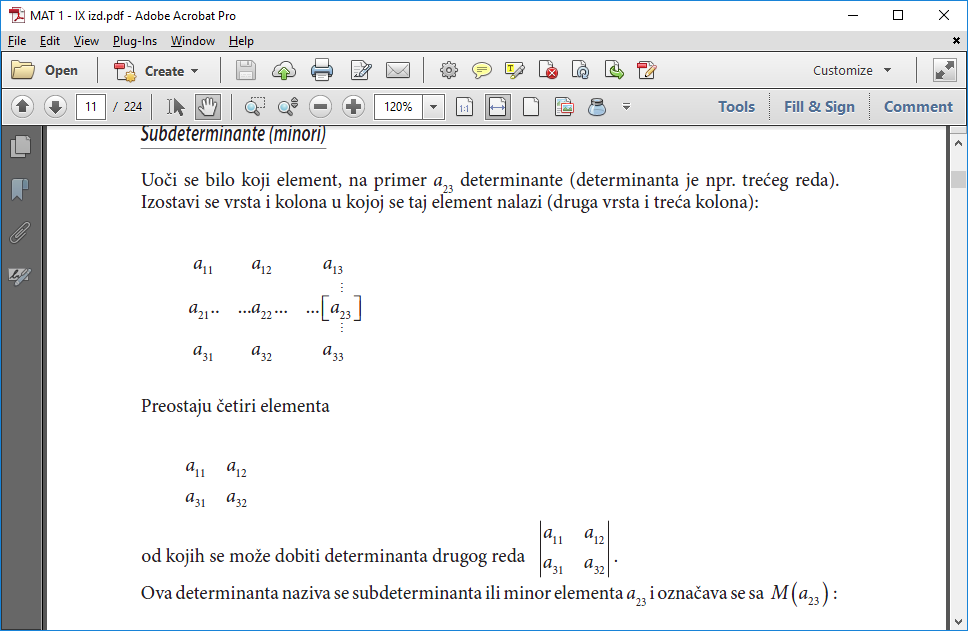 MAT 1 - IX izd.pdf - Adobe Acrobat Pro
File Edit View Plug-Ins Window Help
Open Create Customize
11 / 224 120% Tools Fill & Sign Comment
Subdeterminante (minori)
Uoči se bilo koji element, na primer a₂₃ determinante (determinanta je npr. trećeg reda).
Izostavi se vrsta i kolona u kojoj se taj element nalazi (druga vrsta i treća kolona):
a₁₁ a₁₂ a₁₃
⋮
a₂₁.. ...a₂₂... ...[a₂₃]
⋮
a₃₁ a₃₂ a₃₃
Preostaju četiri elementa
a₁₁ a₁₂
a₃₁ a₃₂
|a₁₁ a₁₂|
od kojih se može dobiti determinanta drugog reda |a₃₁ a₃₂| .
Ova determinanta naziva se subdeterminanta ili minor elementa a₂₃ i označava se sa M(a₂₃) :